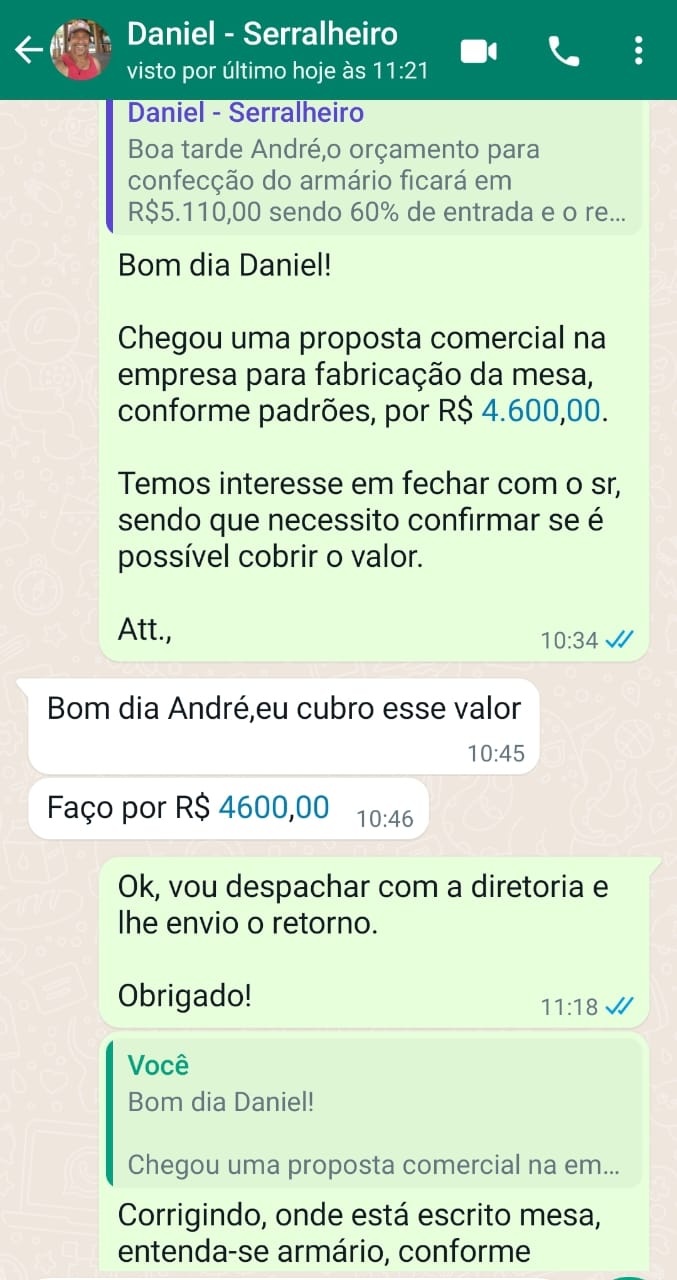 Daniel - Serralheiro
visto por último hoje às 11:21
Daniel - Serralheiro
Boa tarde André,o orçamento para
confecção do armário ficará em
R$5.110,00 sendo 60% de entrada e o re...
Bom dia Daniel!
Chegou uma proposta comercial na
empresa para fabricação da mesa,
conforme padrões, por R$ 4.600,00.
Temos interesse em fechar com o sr,
sendo que necessito confirmar se é
possível cobrir o valor.
Att.,
10:34
Bom dia André,eu cubro esse valor
10:45
Faço por R$ 4600,00
10:46
Ok, vou despachar com a diretoria e
lhe envio o retorno.
Obrigado!
11:18
Você
Bom dia Daniel!
Chegou uma proposta comercial na em...
Corrigindo, onde está escrito mesa,
entenda-se armário, conforme